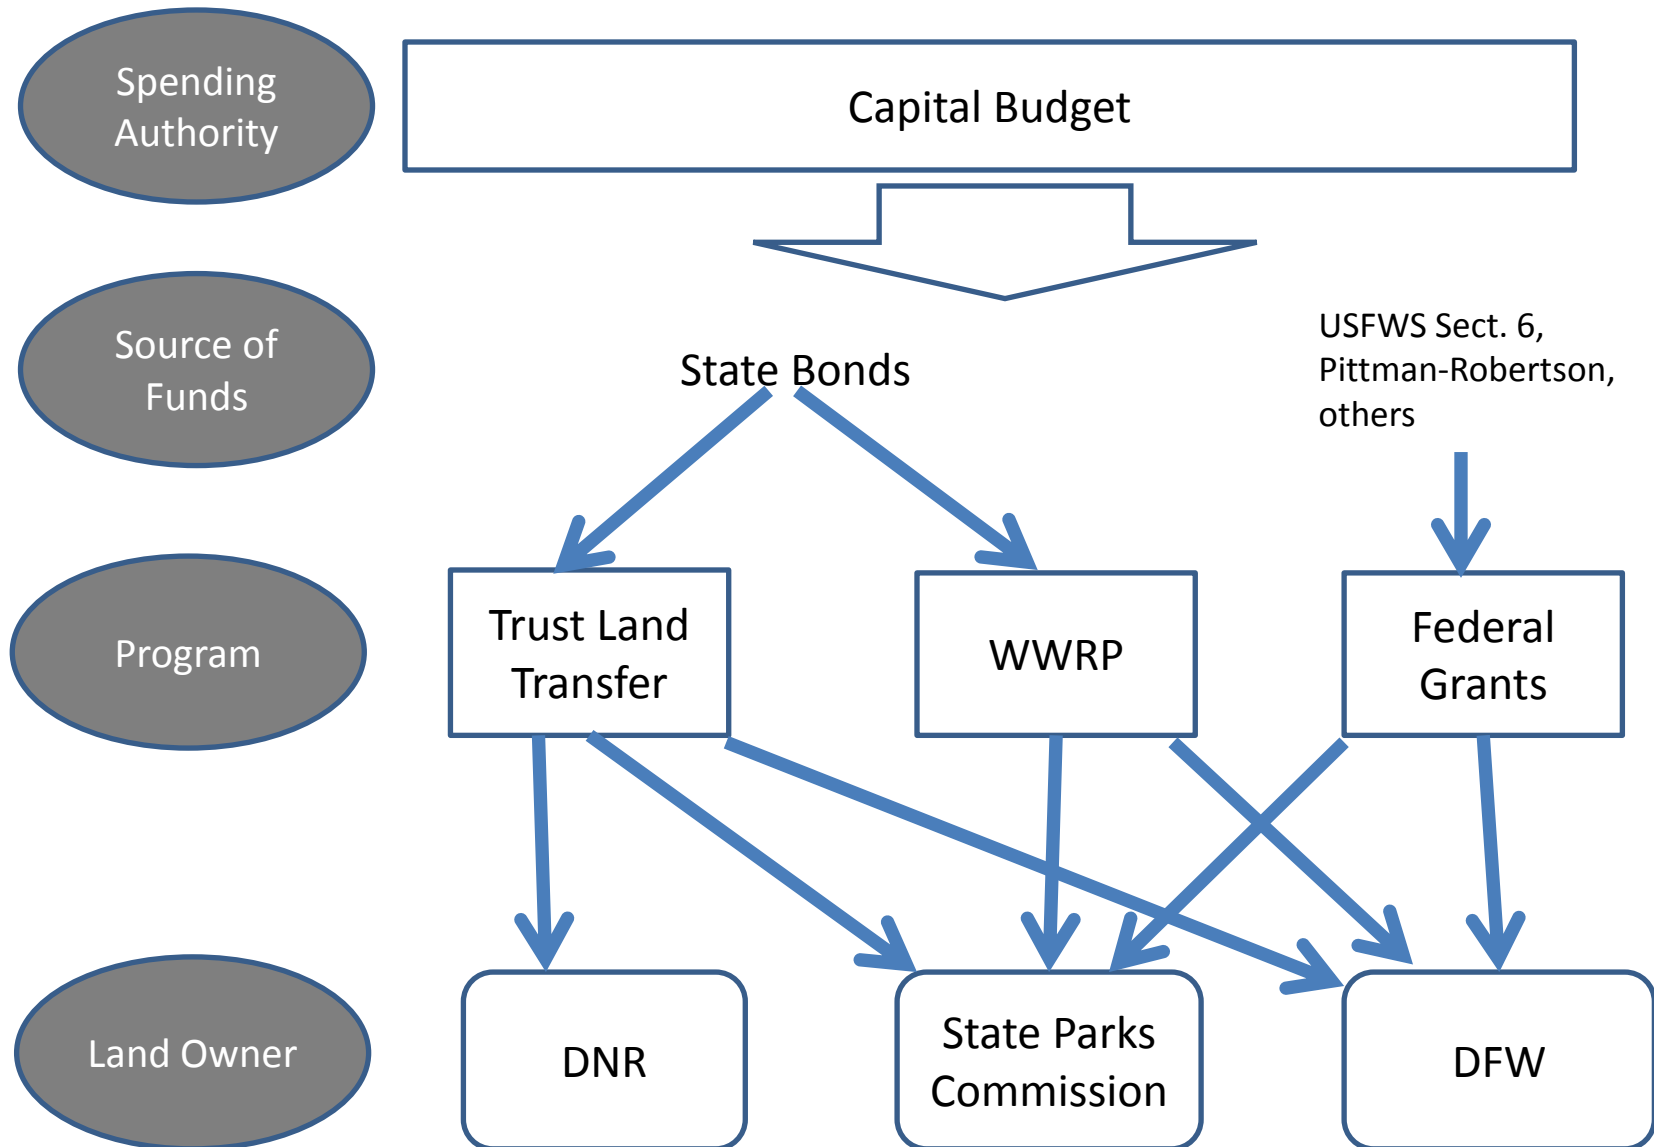 Spending
Authority
Capital Budget
Source of
Funds
State Bonds
USFWS Sect. 6,
Pittman-Robertson,
others
Program
Trust Land
Transfer
WWRP
Federal
Grants
Land Owner
DNR
State Parks
Commission
DFW